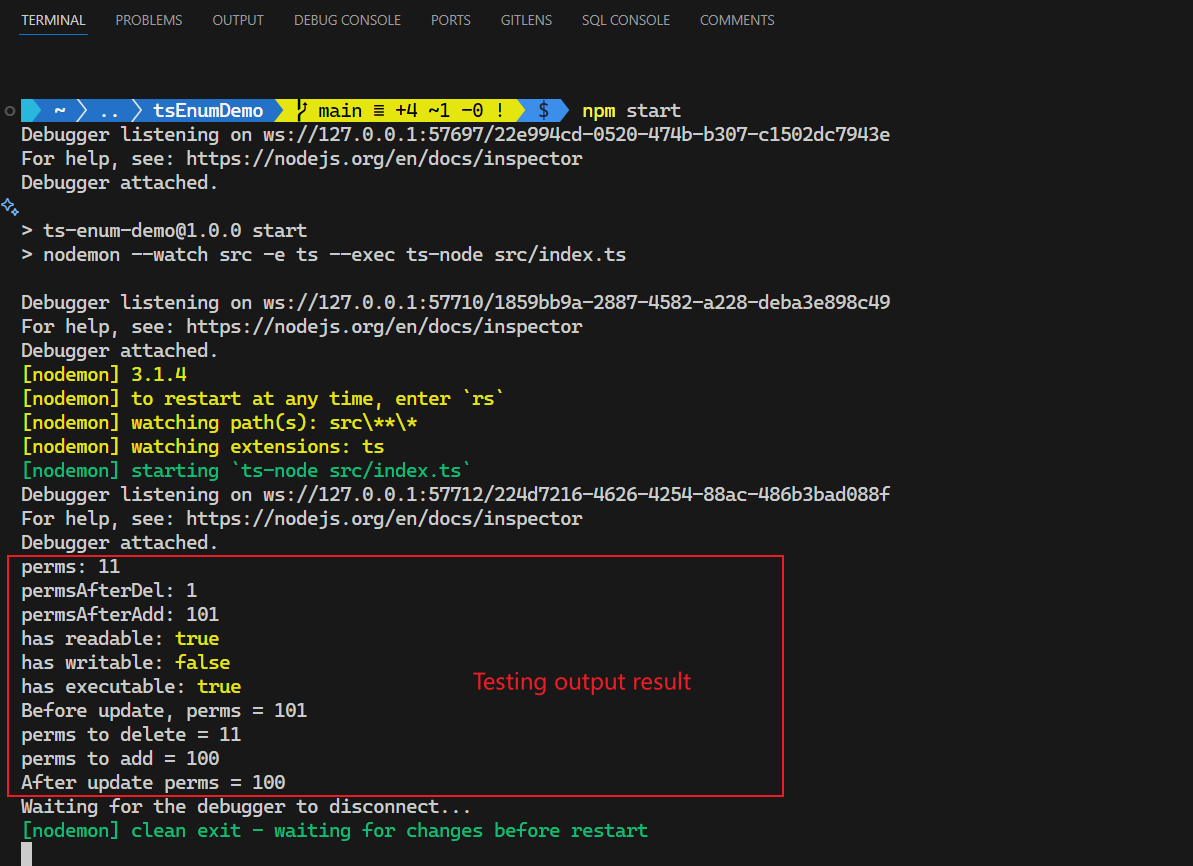 TERMINAL PROBLEMS OUTPUT DEBUG CONSOLE PORTS GITLENS SQL CONSOLE COMMENTS
~ .. tsEnumDemo main ≡ +4 ~1 -0 ! $ npm start
Debugger listening on ws://127.0.0.1:57697/22e994cd-0520-474b-b307-c1502dc7943e
For help, see: https://nodejs.org/en/docs/inspector
Debugger attached.
> ts-enum-demo@1.0.0 start
> nodemon --watch src -e ts --exec ts-node src/index.ts
Debugger listening on ws://127.0.0.1:57710/1859bb9a-2887-4582-a228-deba3e898c49
For help, see: https://nodejs.org/en/docs/inspector
Debugger attached.
[nodemon] 3.1.4
[nodemon] to restart at any time, enter `rs`
[nodemon] watching path(s): src\**\*
[nodemon] watching extensions: ts
[nodemon] starting `ts-node src/index.ts`
Debugger listening on ws://127.0.0.1:57712/224d7216-4626-4254-88ac-486b3bad088f
For help, see: https://nodejs.org/en/docs/inspector
Debugger attached.
perms: 11
permsAfterDel: 1
permsAfterAdd: 101
has readable: true
has writable: false
has executable: true
Testing output result
Before update, perms = 101
perms to delete = 11
perms to add = 100
After update perms = 100
Waiting for the debugger to disconnect...
[nodemon] clean exit - waiting for changes before restart